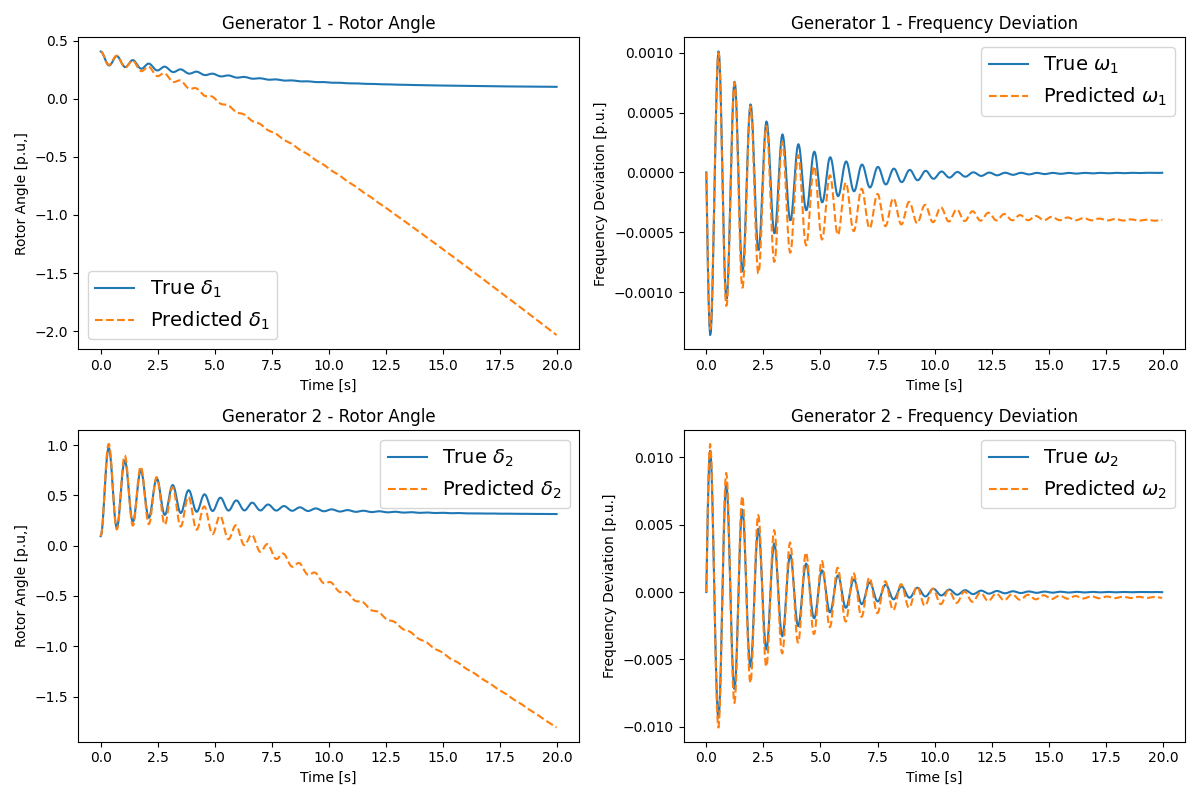 Generator 1 - Rotor Angle
Rotor Angle [p.u,]
0.5
0.0
−0.5
−1.0
−1.5
−2.0
True δ₁
Predicted δ₁
0.0 2.5 5.0 7.5 10.0 12.5 15.0 17.5 20.0
Time [s]
Generator 1 - Frequency Deviation
Frequency Deviation [p.u.]
0.0010
0.0005
0.0000
−0.0005
−0.0010
True ω₁
Predicted ω₁
0.0 2.5 5.0 7.5 10.0 12.5 15.0 17.5 20.0
Time [s]
Generator 2 - Rotor Angle
Rotor Angle [p.u,]
1.0
0.5
0.0
−0.5
−1.0
−1.5
True δ₂
Predicted δ₂
0.0 2.5 5.0 7.5 10.0 12.5 15.0 17.5 20.0
Time [s]
Generator 2 - Frequency Deviation
Frequency Deviation [p.u.]
0.010
0.005
0.000
−0.005
−0.010
True ω₂
Predicted ω₂
0.0 2.5 5.0 7.5 10.0 12.5 15.0 17.5 20.0
Time [s]